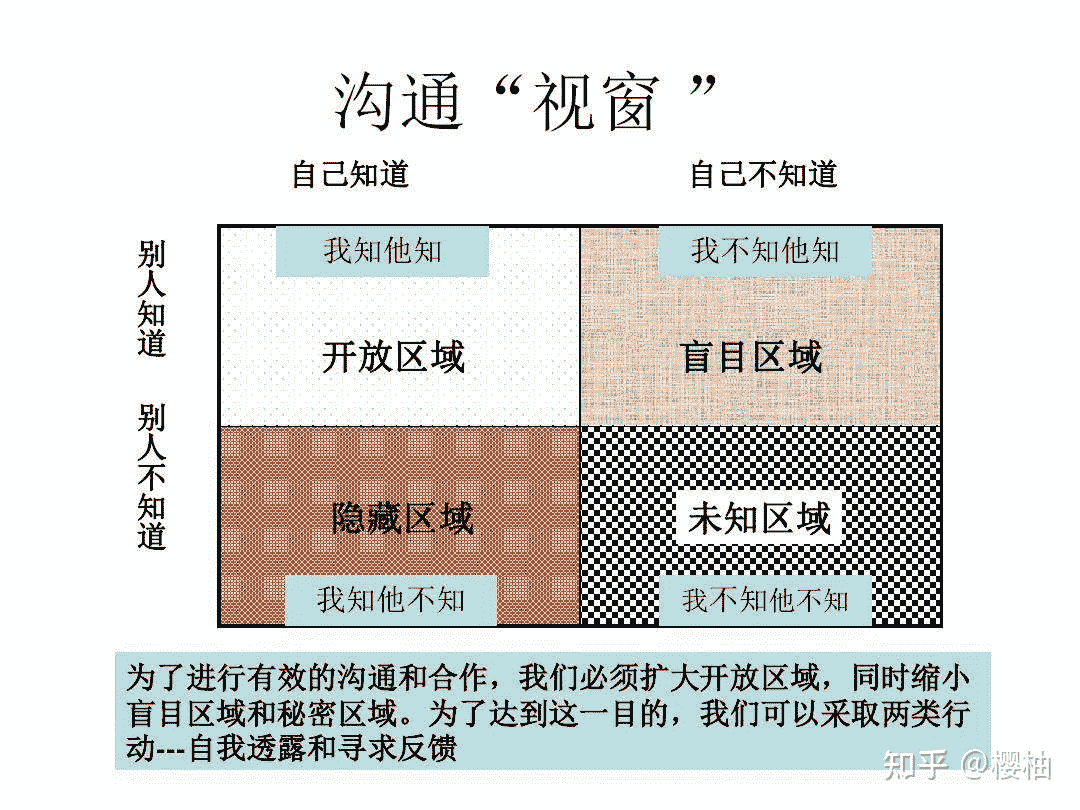 沟通“视窗 ”
自己知道
自己不知道
别人知道
别人不知道
我知他知
我不知他知
开放区域
盲目区域
隐藏区域
未知区域
我知他不知
我不知他不知
为了进行有效的沟通和合作，我们必须扩大开放区域，同时缩小
盲目区域和秘密区域。为了达到这一目的，我们可以采取两类行
动---自我透露和寻求反馈
知乎 @樱柚